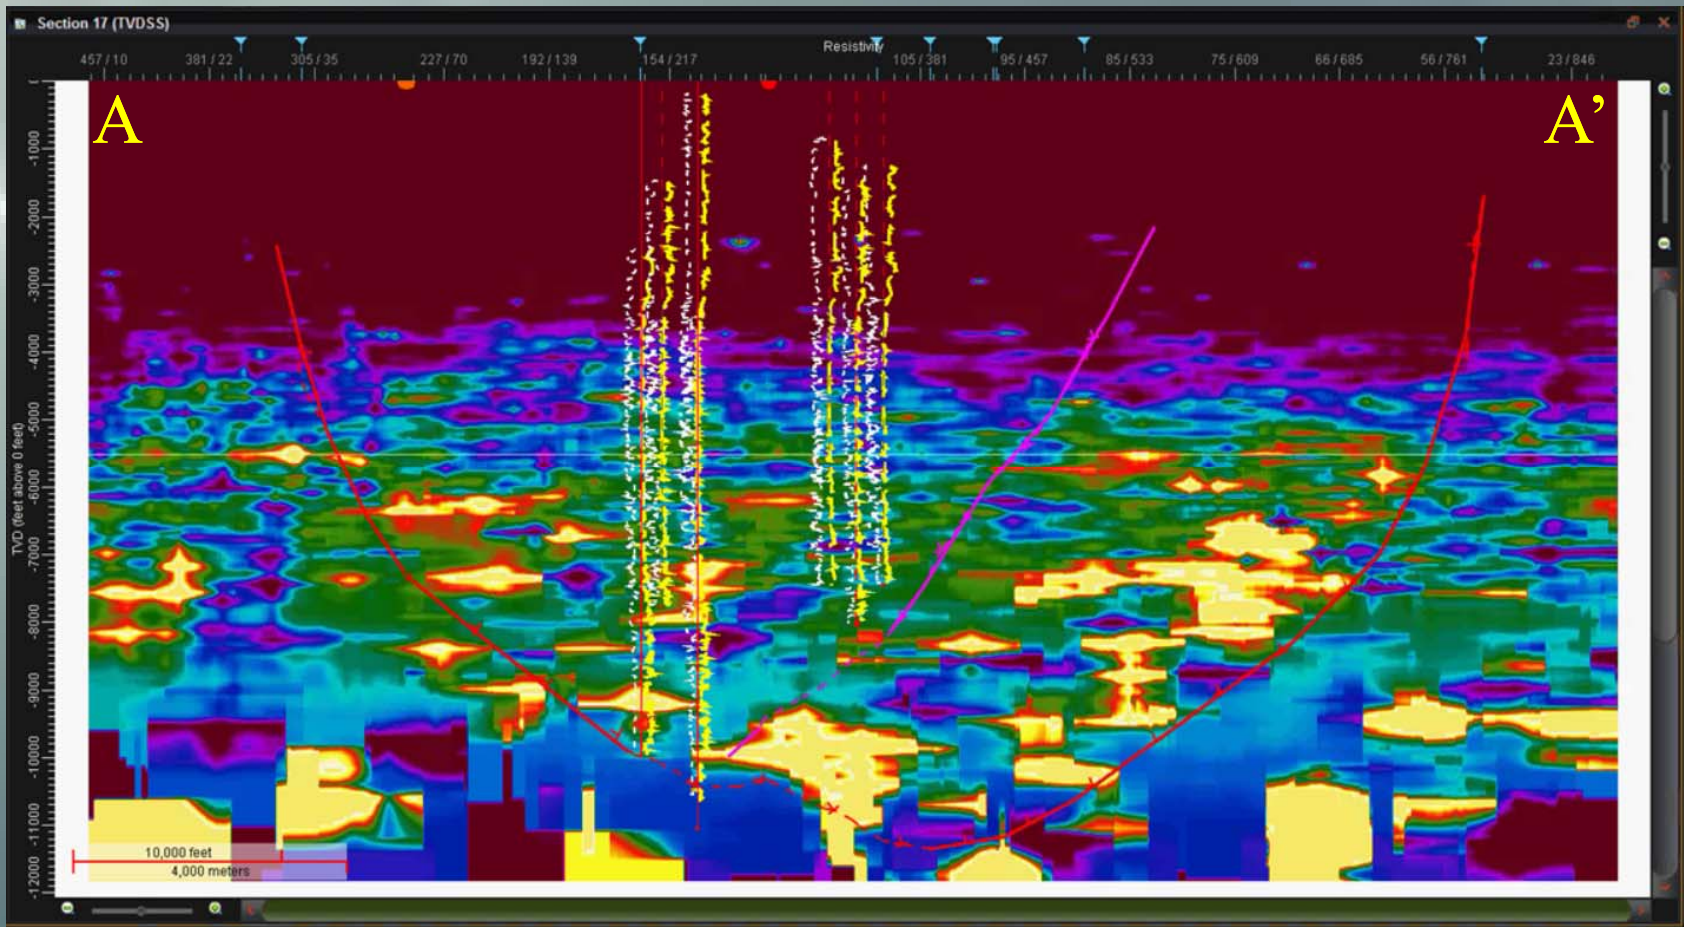 Section 17 (TVDSS)
Resistivity
457 / 10 381 / 22 305 / 35 227 / 70 192 / 139 154 / 217 105 / 381 95 / 457 85 / 533 75 / 609 66 / 685 56 / 761 23 / 846
A A’
-1000
-2000
-3000
-4000
-5000
-6000
-7000
-8000
-9000
-10000
-11000
-12000
TVD (feet above 0 feet)
10,000 feet
4,000 meters